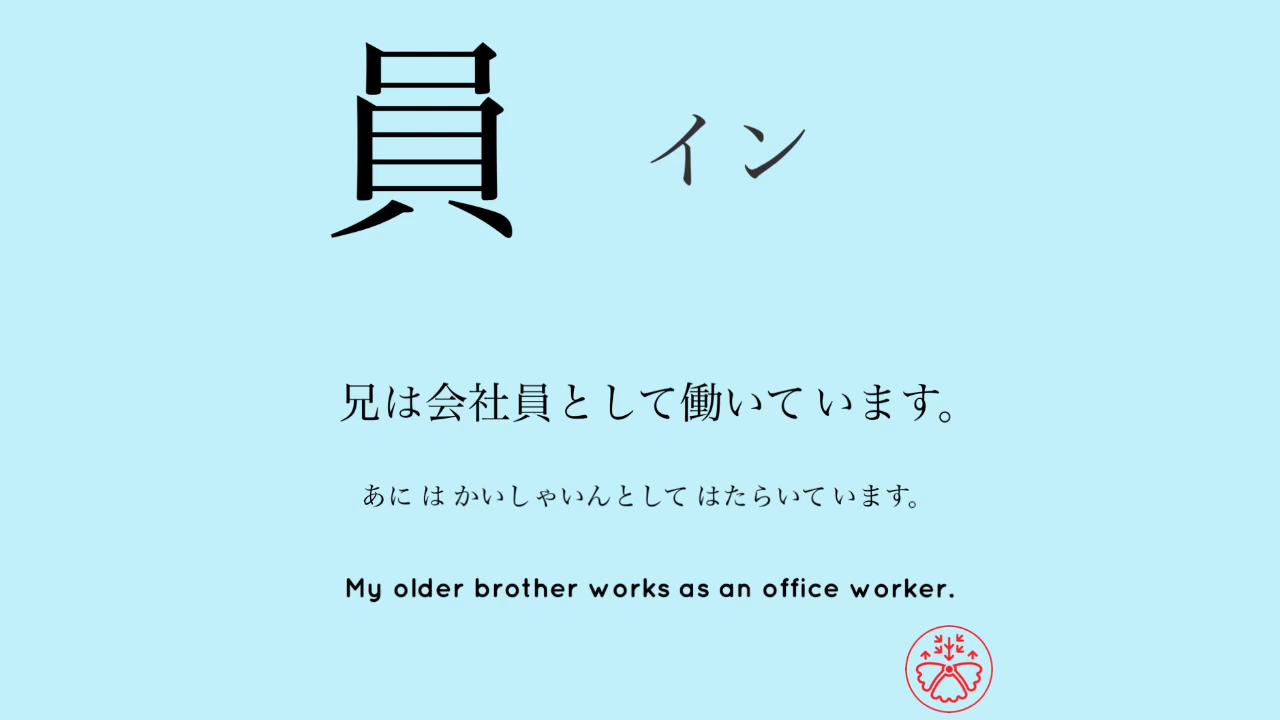 員 イン
兄は会社員として働いて います。
あに は かいしゃいんとして はたらいて います。
My older brother works as an office worker.